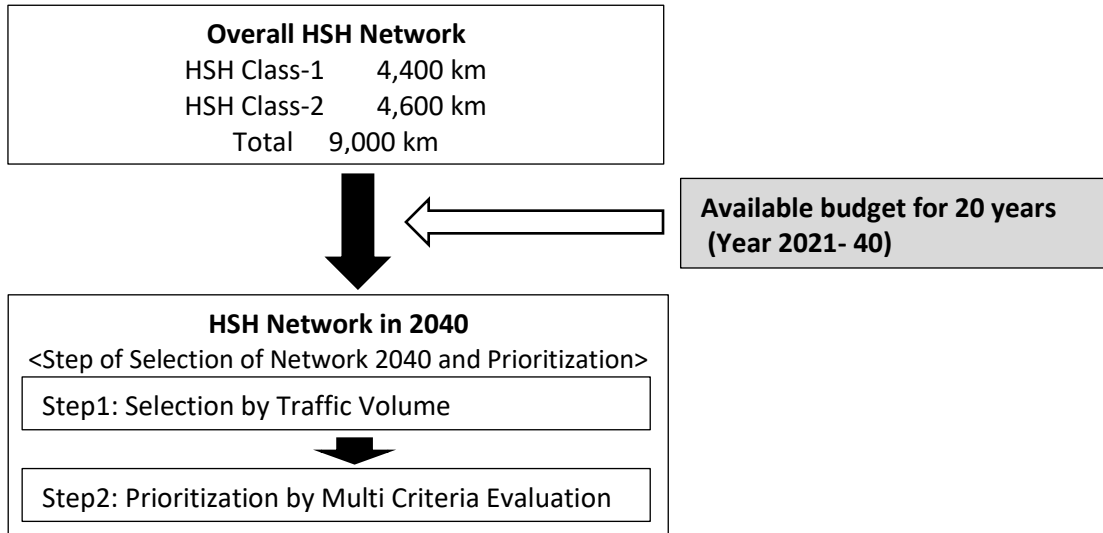 Overall HSH Network
HSH Class-1 4,400 km
HSH Class-2 4,600 km
Total 9,000 km
Available budget for 20 years
(Year 2021- 40)
HSH Network in 2040
<Step of Selection of Network 2040 and Prioritization>
Step1: Selection by Traffic Volume
Step2: Prioritization by Multi Criteria Evaluation